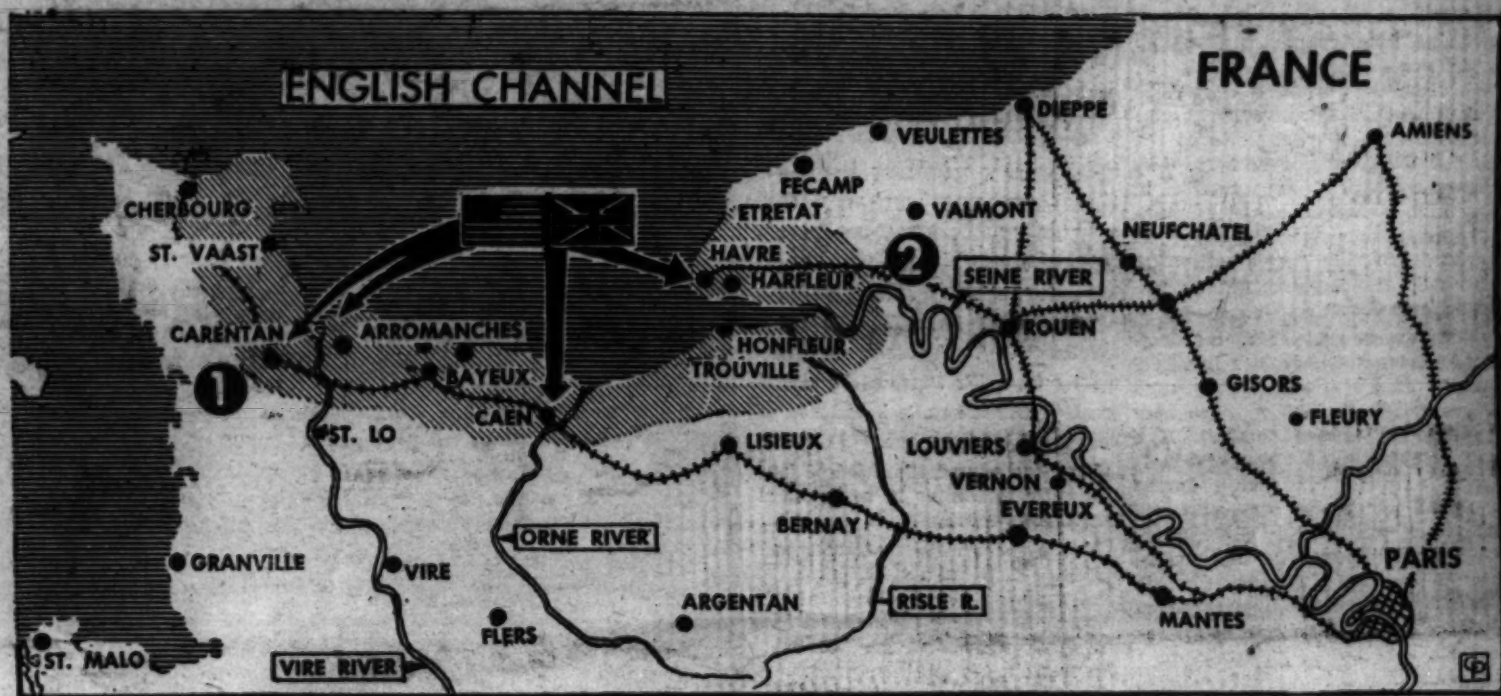 ENGLISH CHANNEL
FRANCE
DIEPPE
AMIENS
VEULETTES
FECAMP
ETRETAT
VALMONT
CHERBOURG
ST. VAAST
NEUFCHATEL
HAVRE
2
SEINE RIVER
HARFLEUR
CARENTAN
ARROMANCHES
ROUEN
HONFLEUR
TROUVILLE
1
BAYEUX
GISORS
CAEN
FLEURY
ST. LO
LISIEUX
LOUVIERS
VERNON
EVEREUX
BERNAY
ORNE RIVER
GRANVILLE
VIRE
PARIS
ARGENTAN
RISLE R.
MANTES
FLERS
ST. MALO
VIRE RIVER
CP